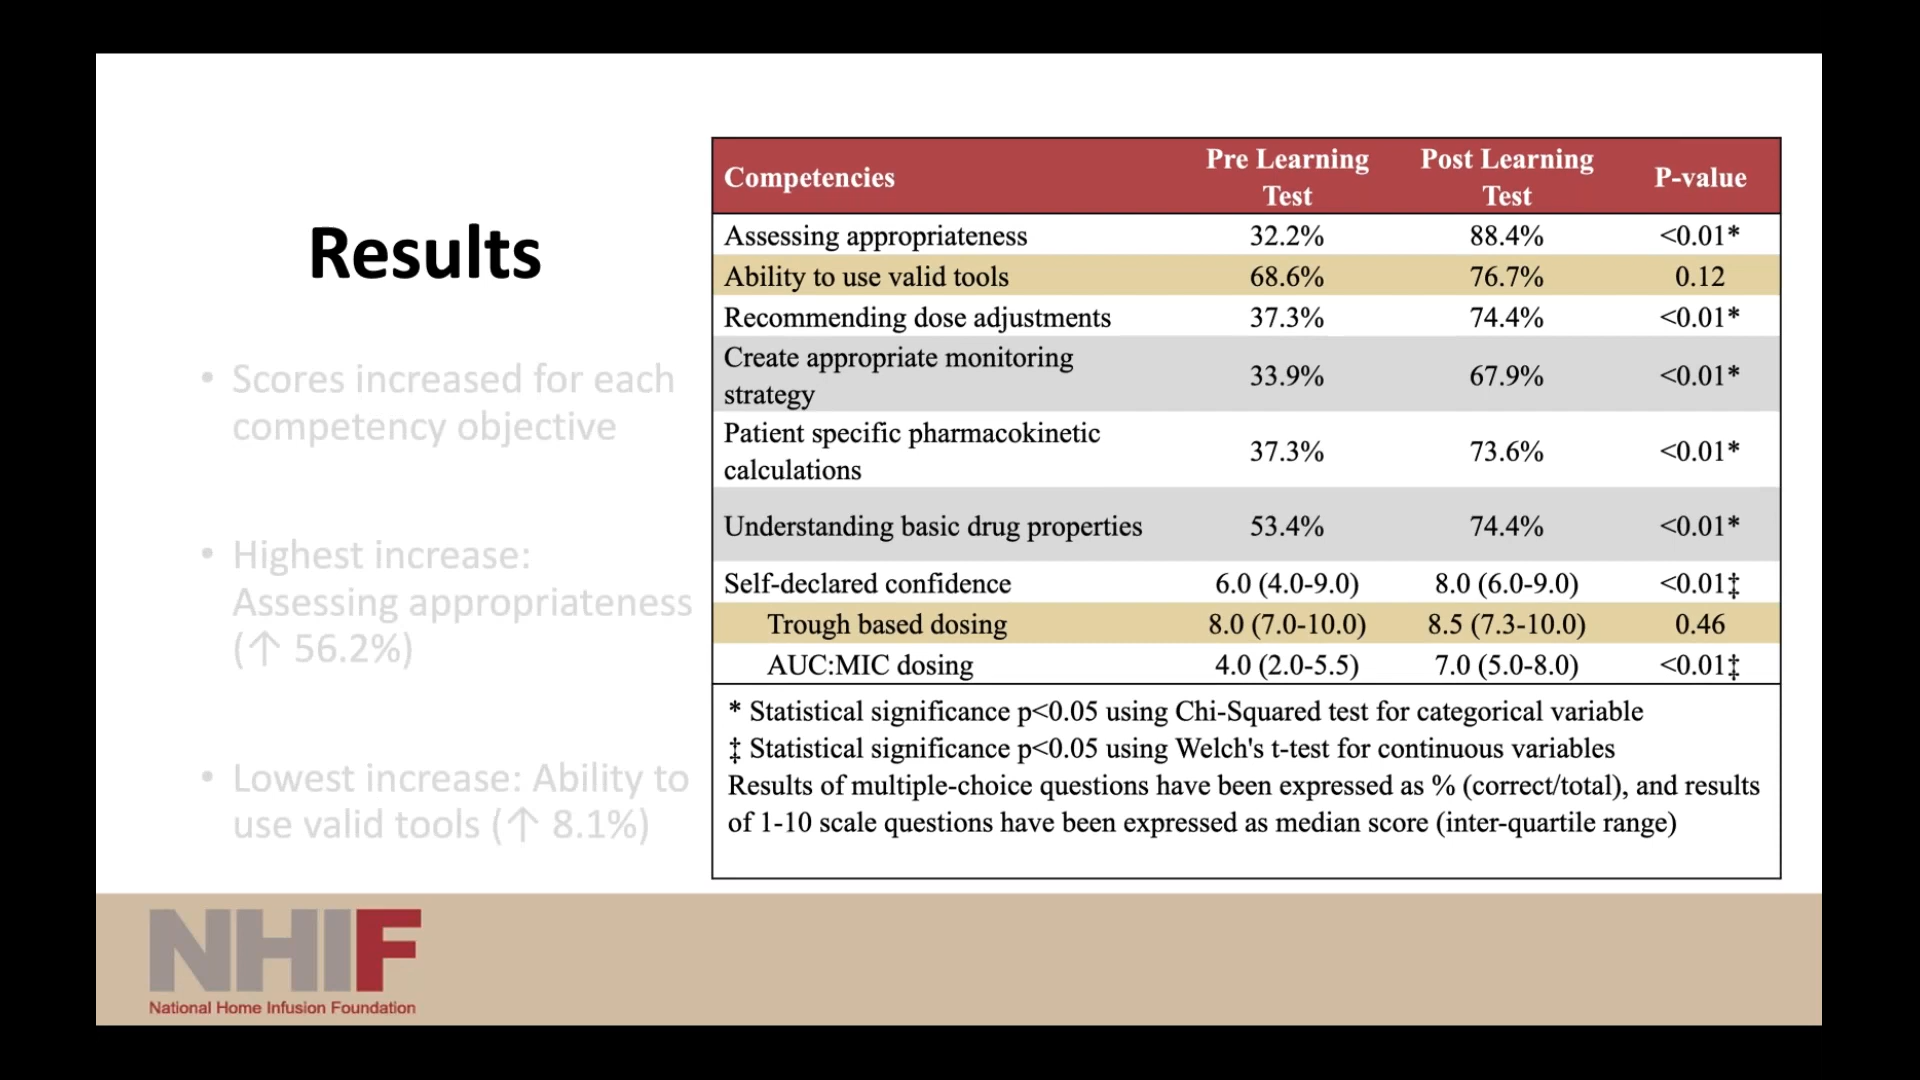 Results
• Scores increased for each
competency objective
• Highest increase:
Assessing appropriateness
(↑ 56.2%)
• Lowest increase: Ability to
use valid tools (↑ 8.1%)
Competencies Pre Learning Test Post Learning Test P-value
Assessing appropriateness 32.2% 88.4% <0.01*
Ability to use valid tools 68.6% 76.7% 0.12
Recommending dose adjustments 37.3% 74.4% <0.01*
Create appropriate monitoring
strategy 33.9% 67.9% <0.01*
Patient specific pharmacokinetic
calculations 37.3% 73.6% <0.01*
Understanding basic drug properties 53.4% 74.4% <0.01*
Self-declared confidence 6.0 (4.0-9.0) 8.0 (6.0-9.0) <0.01‡
Trough based dosing 8.0 (7.0-10.0) 8.5 (7.3-10.0) 0.46
AUC:MIC dosing 4.0 (2.0-5.5) 7.0 (5.0-8.0) <0.01‡
* Statistical significance p<0.05 using Chi-Squared test for categorical variable
‡ Statistical significance p<0.05 using Welch's t-test for continuous variables
Results of multiple-choice questions have been expressed as % (correct/total), and results
of 1-10 scale questions have been expressed as median score (inter-quartile range)
NHIF
National Home Infusion Foundation